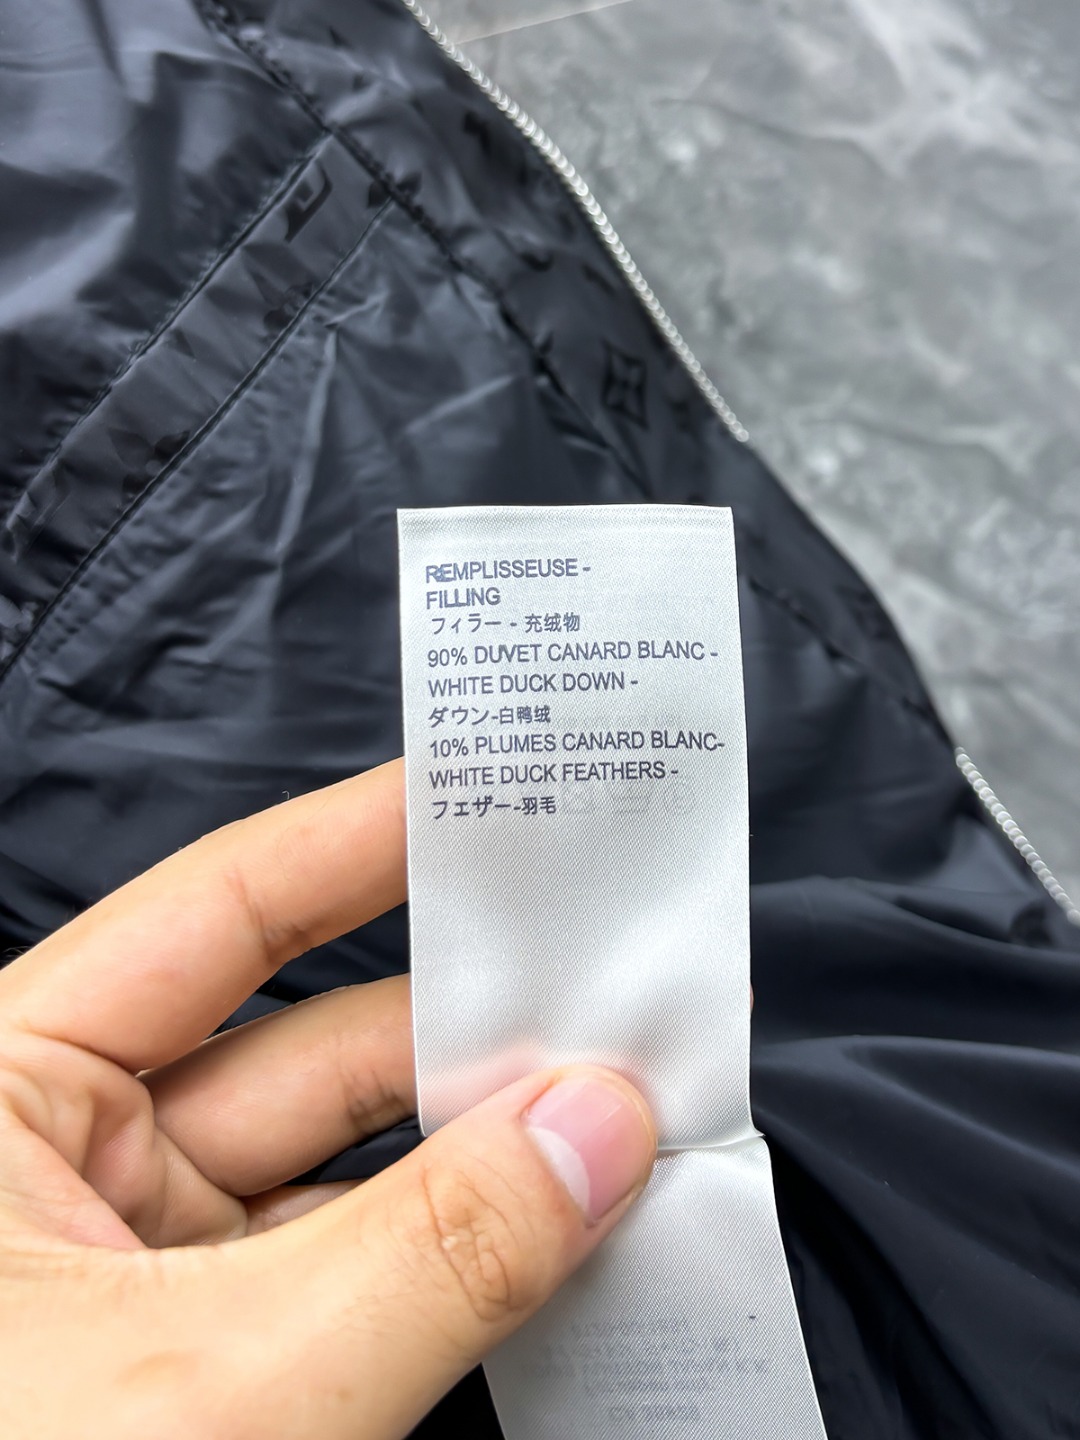 REMPLISSEUSE -
FILLING
フィラー - 充绒物
90% DUVET CANARD BLANC -
WHITE DUCK DOWN -
ダウン-白鸭绒
10% PLUMES CANARD BLANC-
WHITE DUCK FEATHERS -
フェザー-羽毛